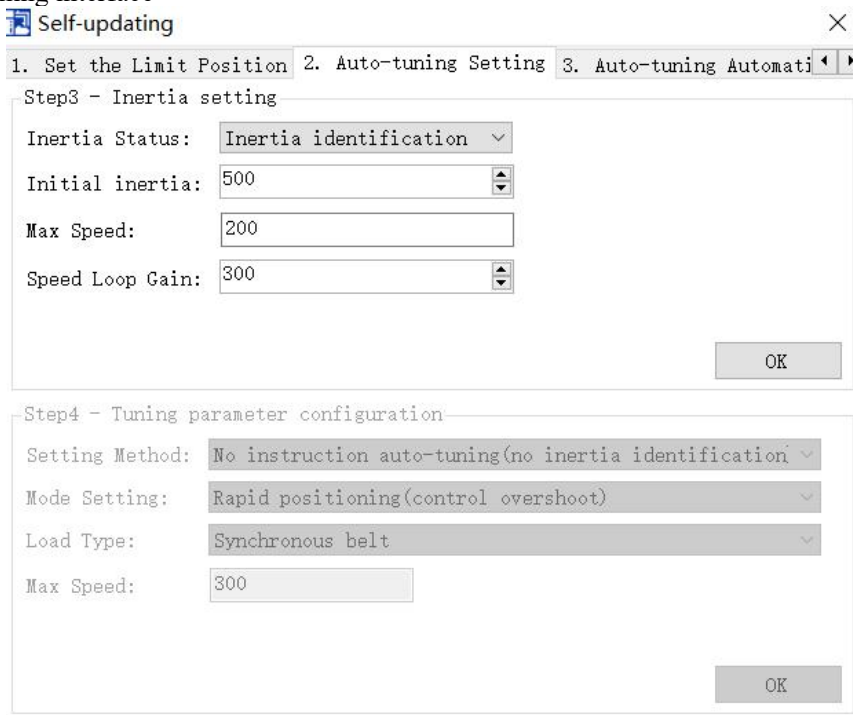 Self-updating
1. Set the Limit Position 2. Auto-tuning Setting 3. Auto-tuning Automati
Step3 - Inertia setting
Inertia Status: Inertia identification
Initial inertia: 500
Max Speed: 200
Speed Loop Gain: 300
OK
Step4 - Tuning parameter configuration
Setting Method: No instruction auto-tuning(no inertia identification
Mode Setting: Rapid positioning(control overshoot)
Load Type: Synchronous belt
Max Speed: 300
OK